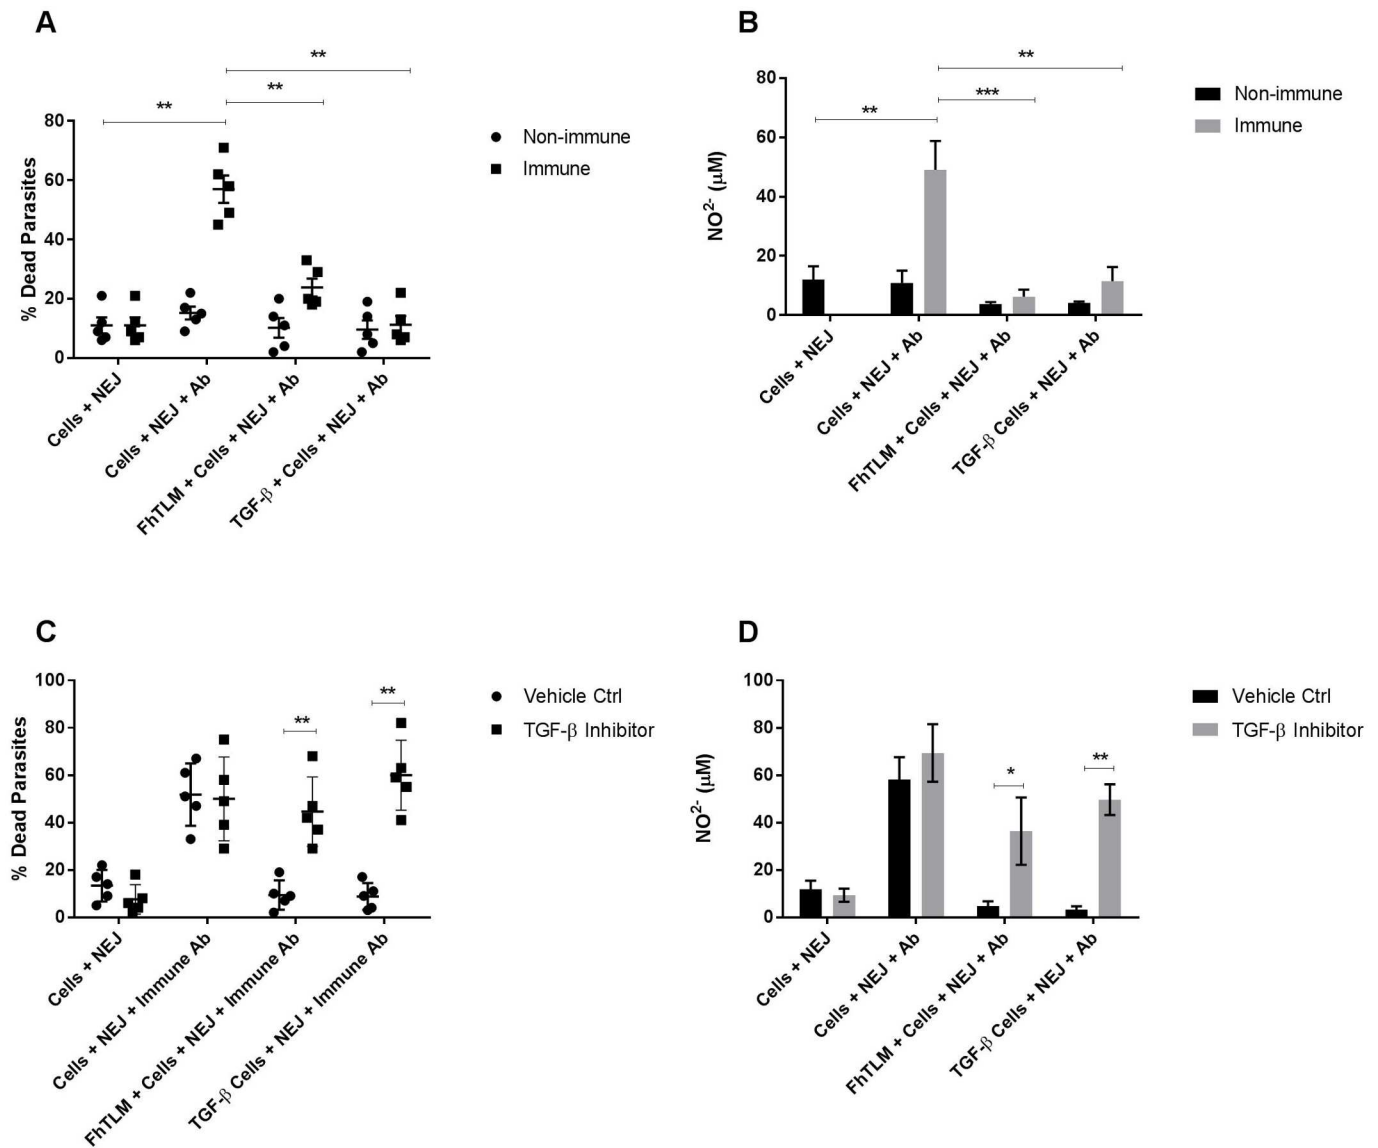 A
**
**
**
% Dead Parasites
80
60
40
20
0
Cells + NEJ
Cells + NEJ + Ab
FhTLM + Cells + NEJ + Ab
TGF-β + Cells + NEJ + Ab
Non-immune
Immune
B
**
***
**
NO²⁻ (μM)
80
60
40
20
0
Cells + NEJ
Cells + NEJ + Ab
FhTLM + Cells + NEJ + Ab
TGF-β Cells + NEJ + Ab
Non-immune
Immune
C
**
**
% Dead Parasites
100
80
60
40
20
0
Cells + NEJ
Cells + NEJ + Immune Ab
FhTLM + Cells + NEJ + Immune Ab
TGF-β Cells + NEJ + Immune Ab
Vehicle Ctrl
TGF-β Inhibitor
D
*
**
NO²⁻ (μM)
100
80
60
40
20
0
Cells + NEJ
Cells + NEJ + Ab
FhTLM + Cells + NEJ + Ab
TGF-β Cells + NEJ + Ab
Vehicle Ctrl
TGF-β Inhibitor